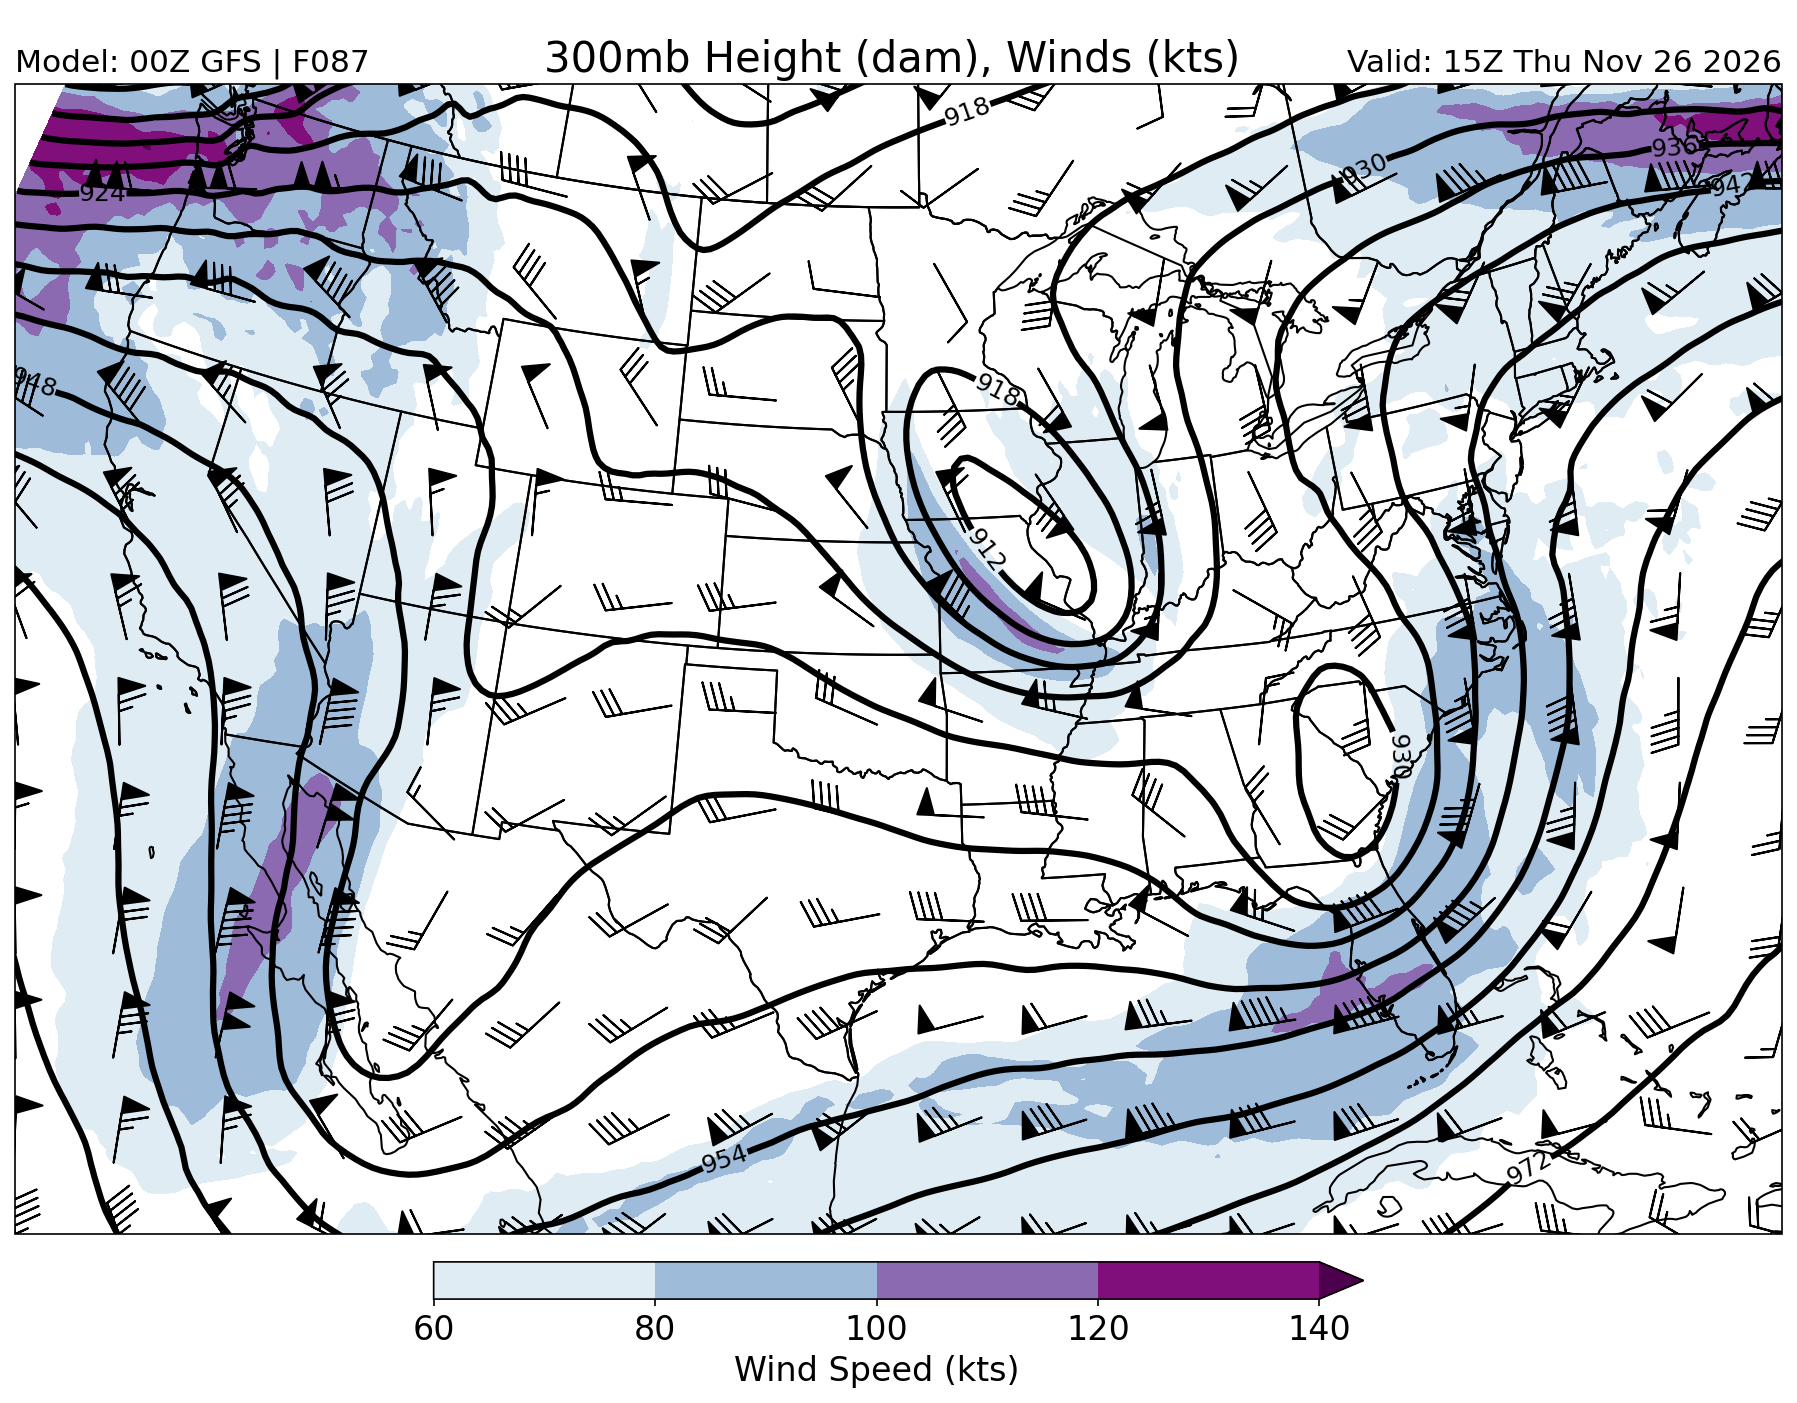 Model: 00Z GFS | F087
300mb Height (dam), Winds (kts)
Valid: 15Z Thu Nov 26 2026
918
936
930
942
924
948
918
912
930
954
972
60 80 100 120 140
Wind Speed (kts)